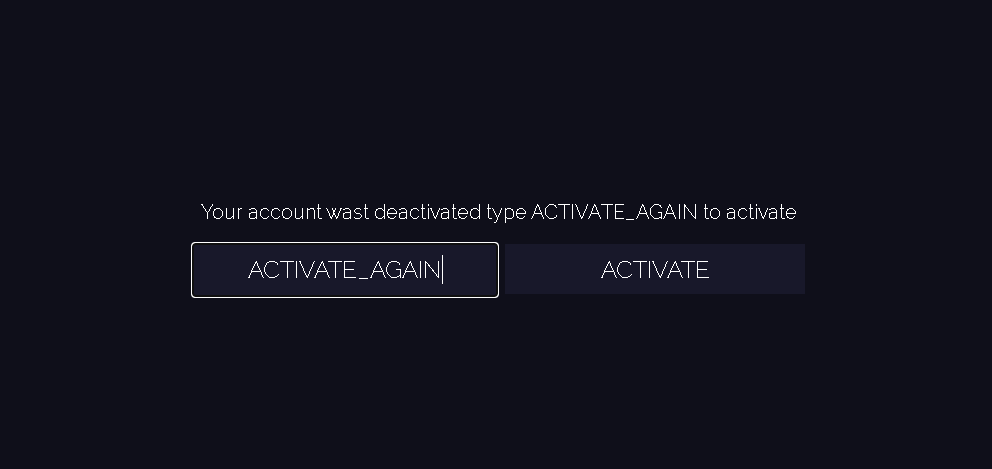 Your account wast deactivated type ACTIVATE_AGAIN to activate
ACTIVATE_AGAIN
ACTIVATE